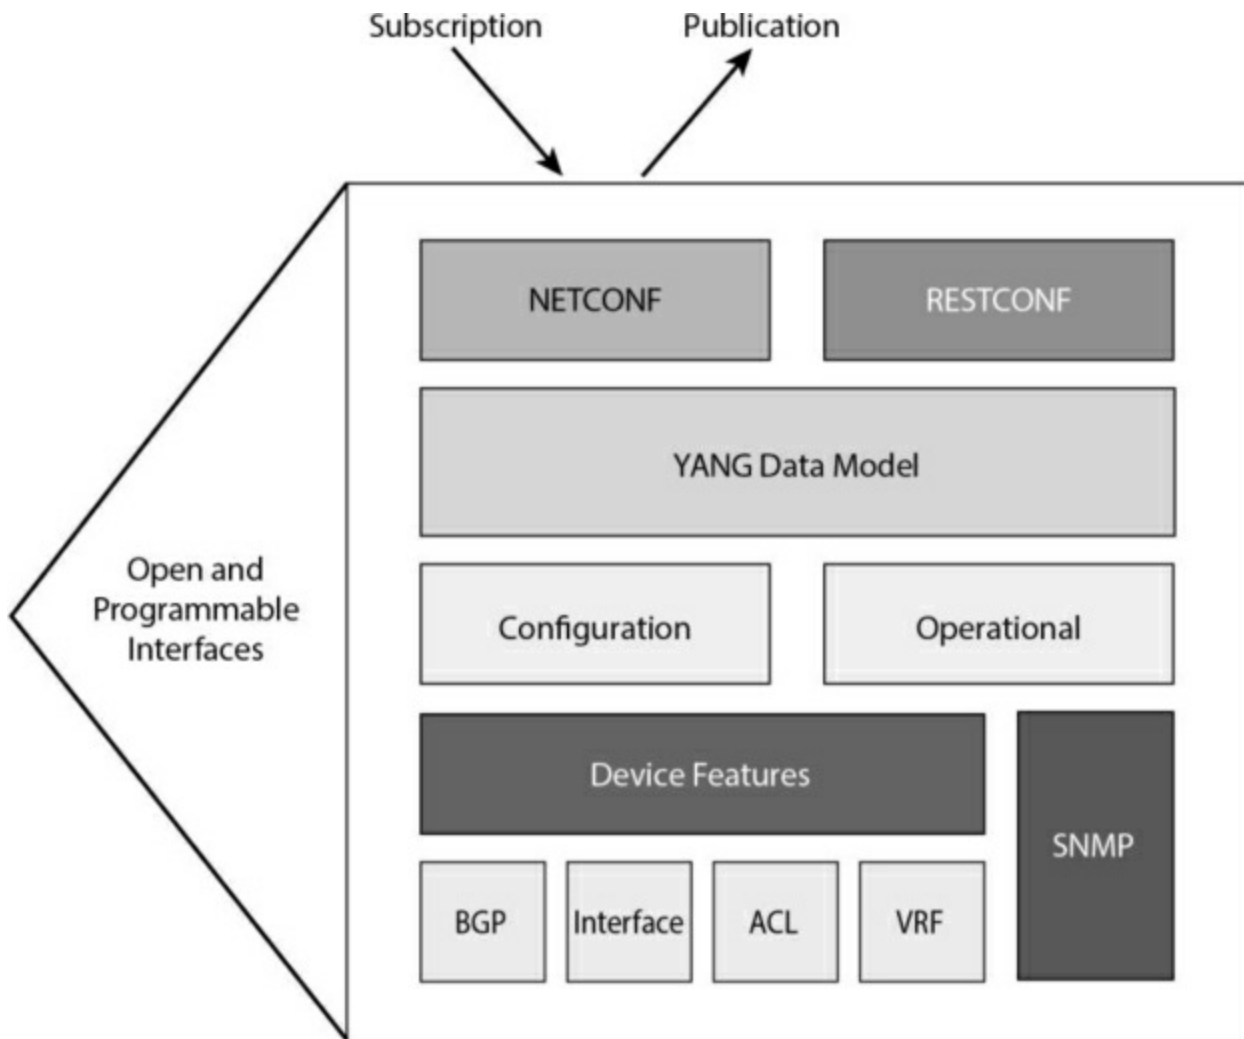 Subscription
Publication
NETCONF
RESTCONF
YANG Data Model
Open and
Programmable
Interfaces
Configuration
Operational
Device Features
SNMP
BGP
Interface
ACL
VRF